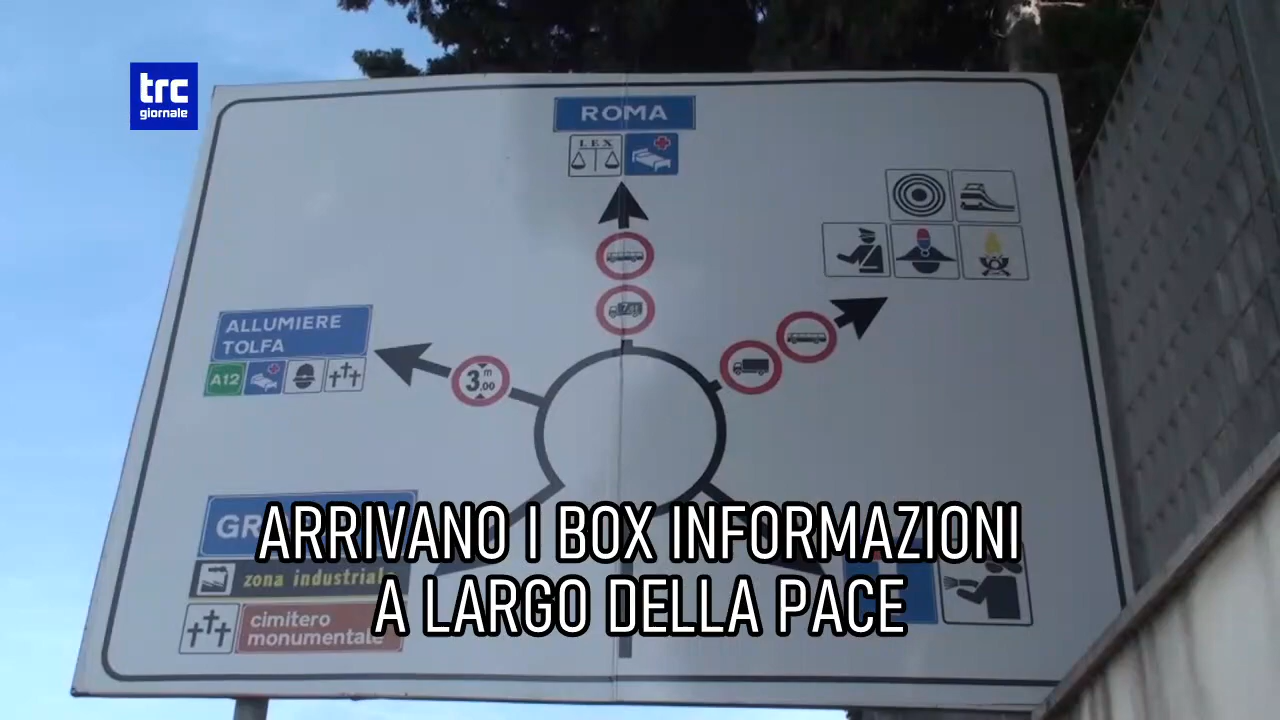 trc
giornale
ROMA
LEX
ALLUMIERE
TOLFA
A12
3,00 m
zona industriale
cimitero
monumentale
ARRIVANO I BOX INFORMAZIONI
A LARGO DELLA PACE